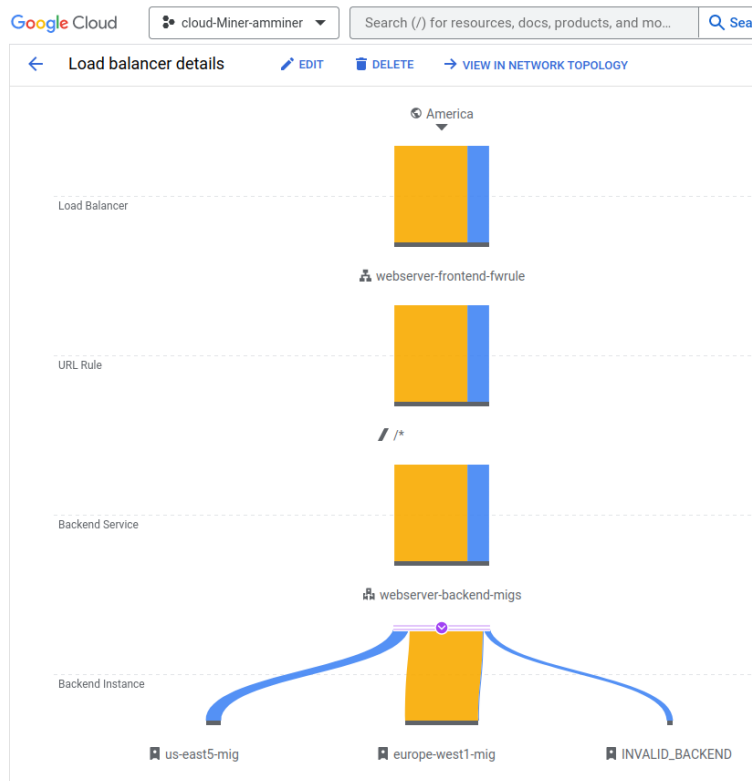 Google Cloud
cloud-Miner-amminer
Search (/) for resources, docs, products, and mo...
Sea
Load balancer details
EDIT
DELETE
VIEW IN NETWORK TOPOLOGY
America
Load Balancer
webserver-frontend-fwrule
URL Rule
/*
Backend Service
webserver-backend-migs
Backend Instance
us-east5-mig
europe-west1-mig
INVALID_BACKEND